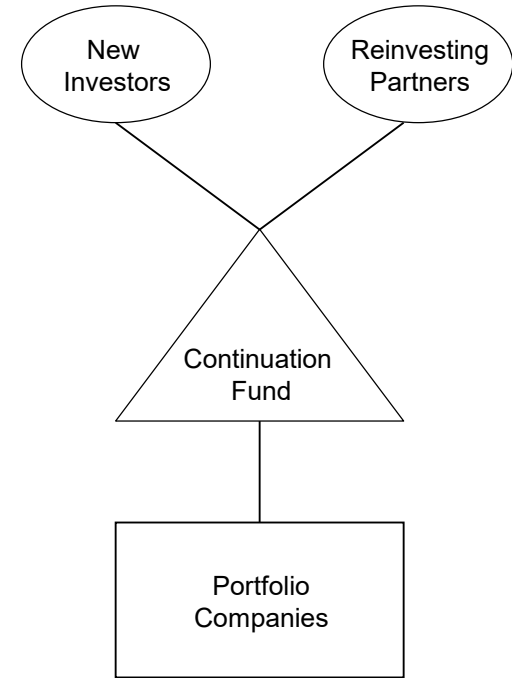 New
Investors
Reinvesting
Partners
Continuation
Fund
Portfolio
Companies